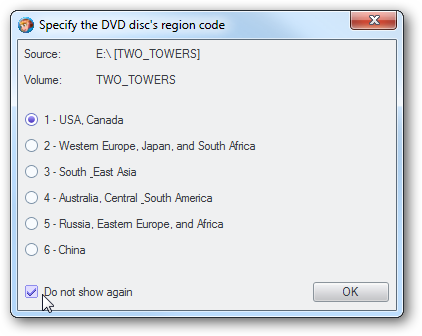 Specify the DVD disc's region code
Source: E:\ [TWO_TOWERS]
Volume: TWO_TOWERS
1 - USA, Canada
2 - Western Europe, Japan, and South Africa
3 - South _East Asia
4 - Australia, Central _South America
5 - Russia, Eastern Europe, and Africa
6 - China
Do not show again
OK